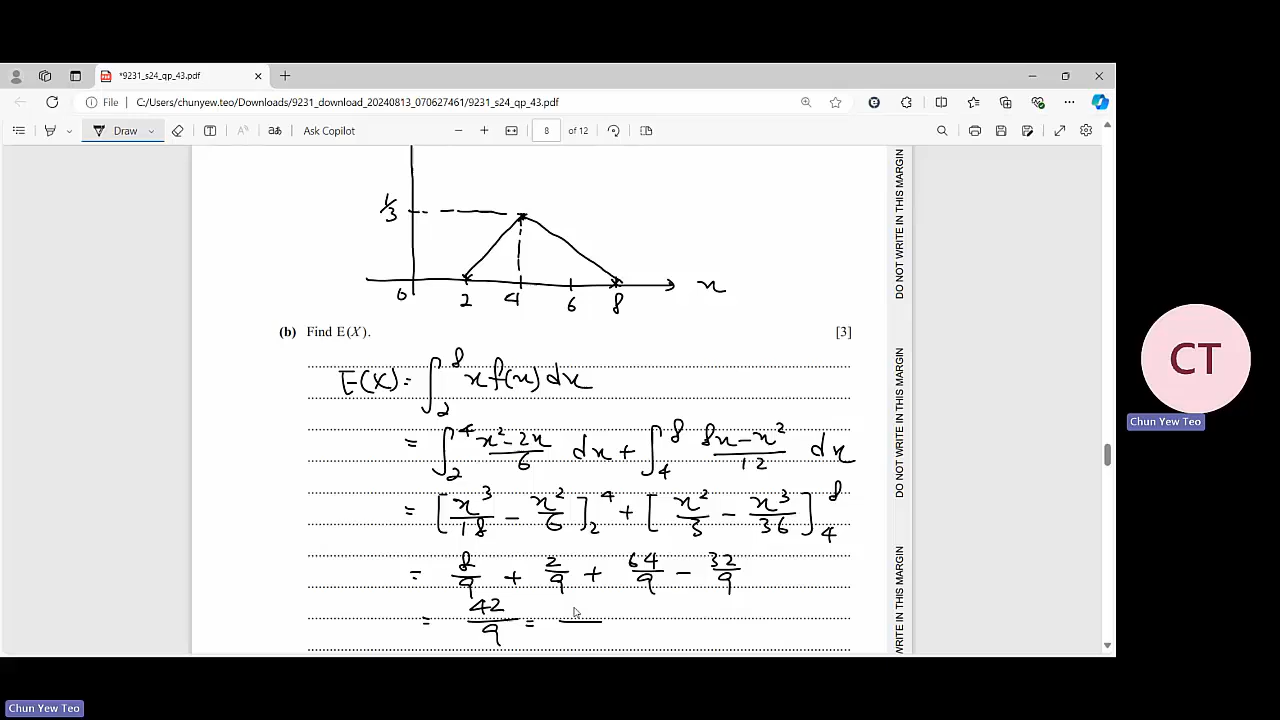 *9231_s24_qp_43.pdf
File
C:/Users/chunyew.teo/Downloads/9231_download_20240813_070627461/9231_s24_qp_43.pdf
Draw
Ask Copilot
8 of 12
1/3
0 2 4 6 8 x
(b) Find E(X). [3]
E(X) = ∫₂⁸ x f(x) dx
= ∫₂⁴ (x² - 2x)/6 dx + ∫₄⁸ (8x - x²)/12 dx
= [x³/18 - x²/6]₂⁴ + [x²/3 - x³/36]₄⁸
= 8/9 + 2/9 + 64/9 - 32/9
= 42/9 =
DO NOT WRITE IN THIS MARGIN
DO NOT WRITE IN THIS MARGIN
WRITE IN THIS MARGIN
CT
Chun Yew Teo
Chun Yew Teo